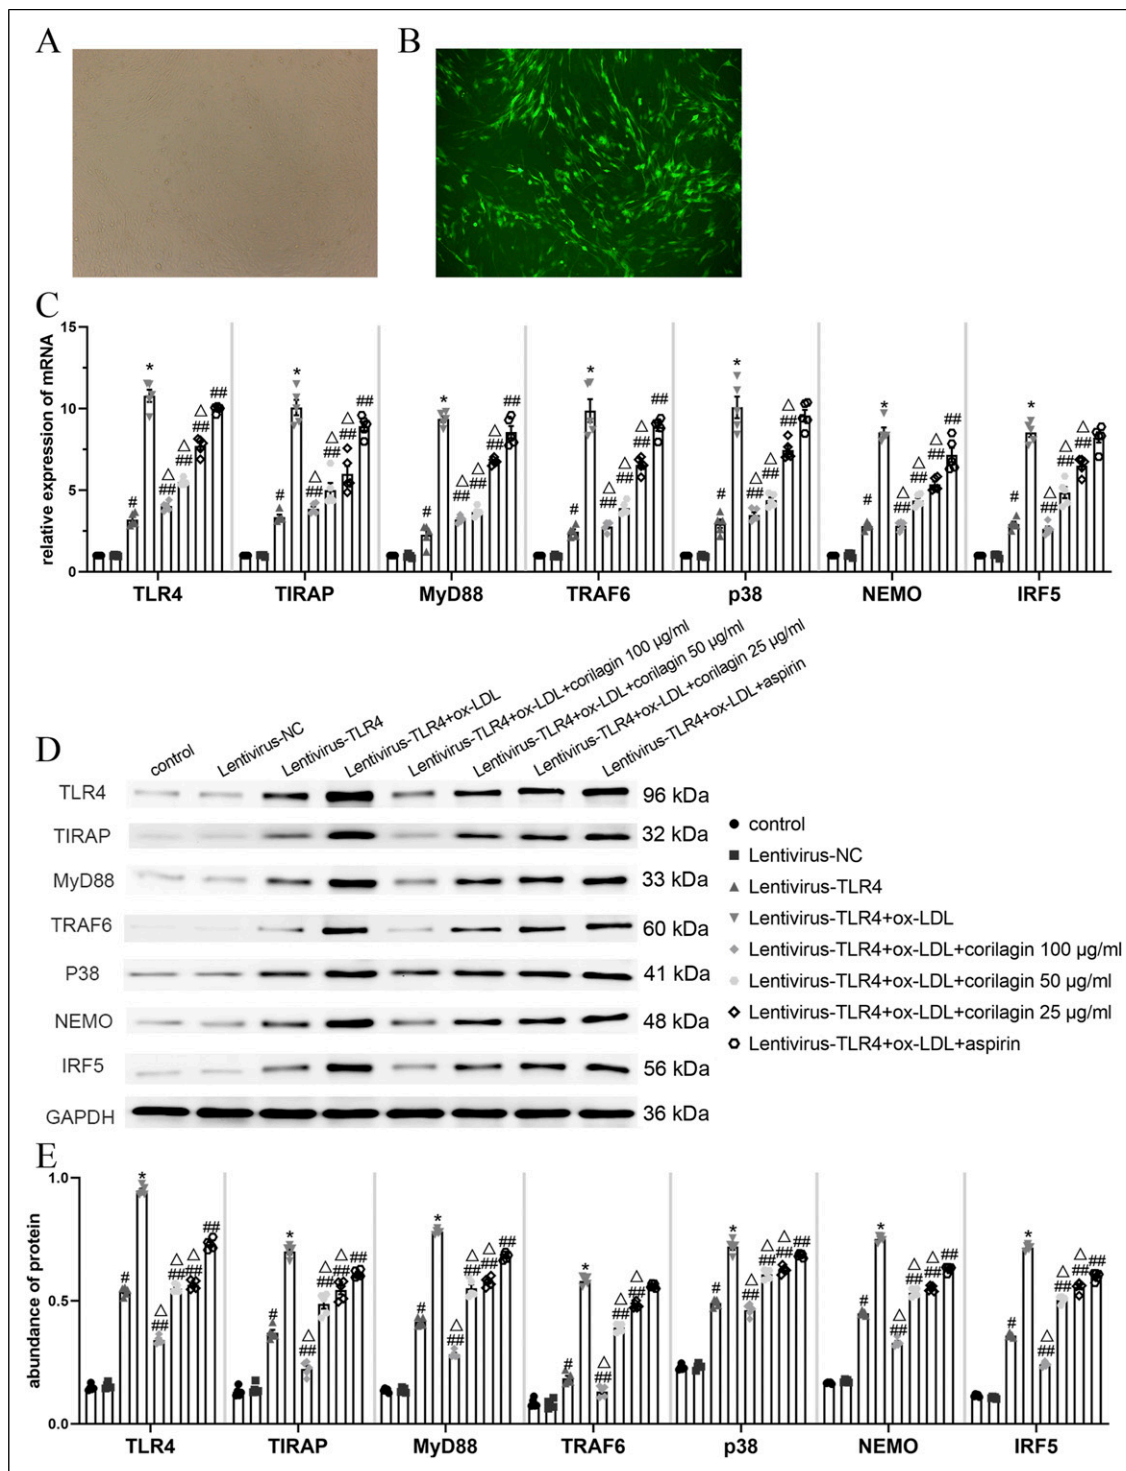 A
B
C
relative expression of mRNA
15
10
5
0
# * △ ## △ ## △ ## ##
# * △ ## △ ## △ ## ##
# * △ ## △ ## △ ## ##
# * △ ## △ ## △ ## ##
# * △ ## △ ## △ ##
# * △ ## △ ## △ ## ##
# * △ ## △ ## △ ##
TLR4 TIRAP MyD88 TRAF6 p38 NEMO IRF5
D
control
Lentivirus-NC
Lentivirus-TLR4
Lentivirus-TLR4+ox-LDL
Lentivirus-TLR4+ox-LDL+corilagin 100 μg/ml
Lentivirus-TLR4+ox-LDL+corilagin 50 μg/ml
Lentivirus-TLR4+ox-LDL+corilagin 25 μg/ml
Lentivirus-TLR4+ox-LDL+aspirin
TLR4 96 kDa
TIRAP 32 kDa
MyD88 33 kDa
TRAF6 60 kDa
P38 41 kDa
NEMO 48 kDa
IRF5 56 kDa
GAPDH 36 kDa
control
Lentivirus-NC
Lentivirus-TLR4
Lentivirus-TLR4+ox-LDL
Lentivirus-TLR4+ox-LDL+corilagin 100 μg/ml
Lentivirus-TLR4+ox-LDL+corilagin 50 μg/ml
Lentivirus-TLR4+ox-LDL+corilagin 25 μg/ml
Lentivirus-TLR4+ox-LDL+aspirin
E
abundance of protein
1.0
0.5
0.0
# * △ ## △ ## △ ## ##
# * △ ## △ ## △ ## ##
# * △ ## △ ## △ ## ##
# * △ ## △ ## △ ##
# * △ ## △ ## △ ## ##
# * △ ## △ ## △ ## ##
# * △ ## △ ## △ ## ##
TLR4 TIRAP MyD88 TRAF6 p38 NEMO IRF5